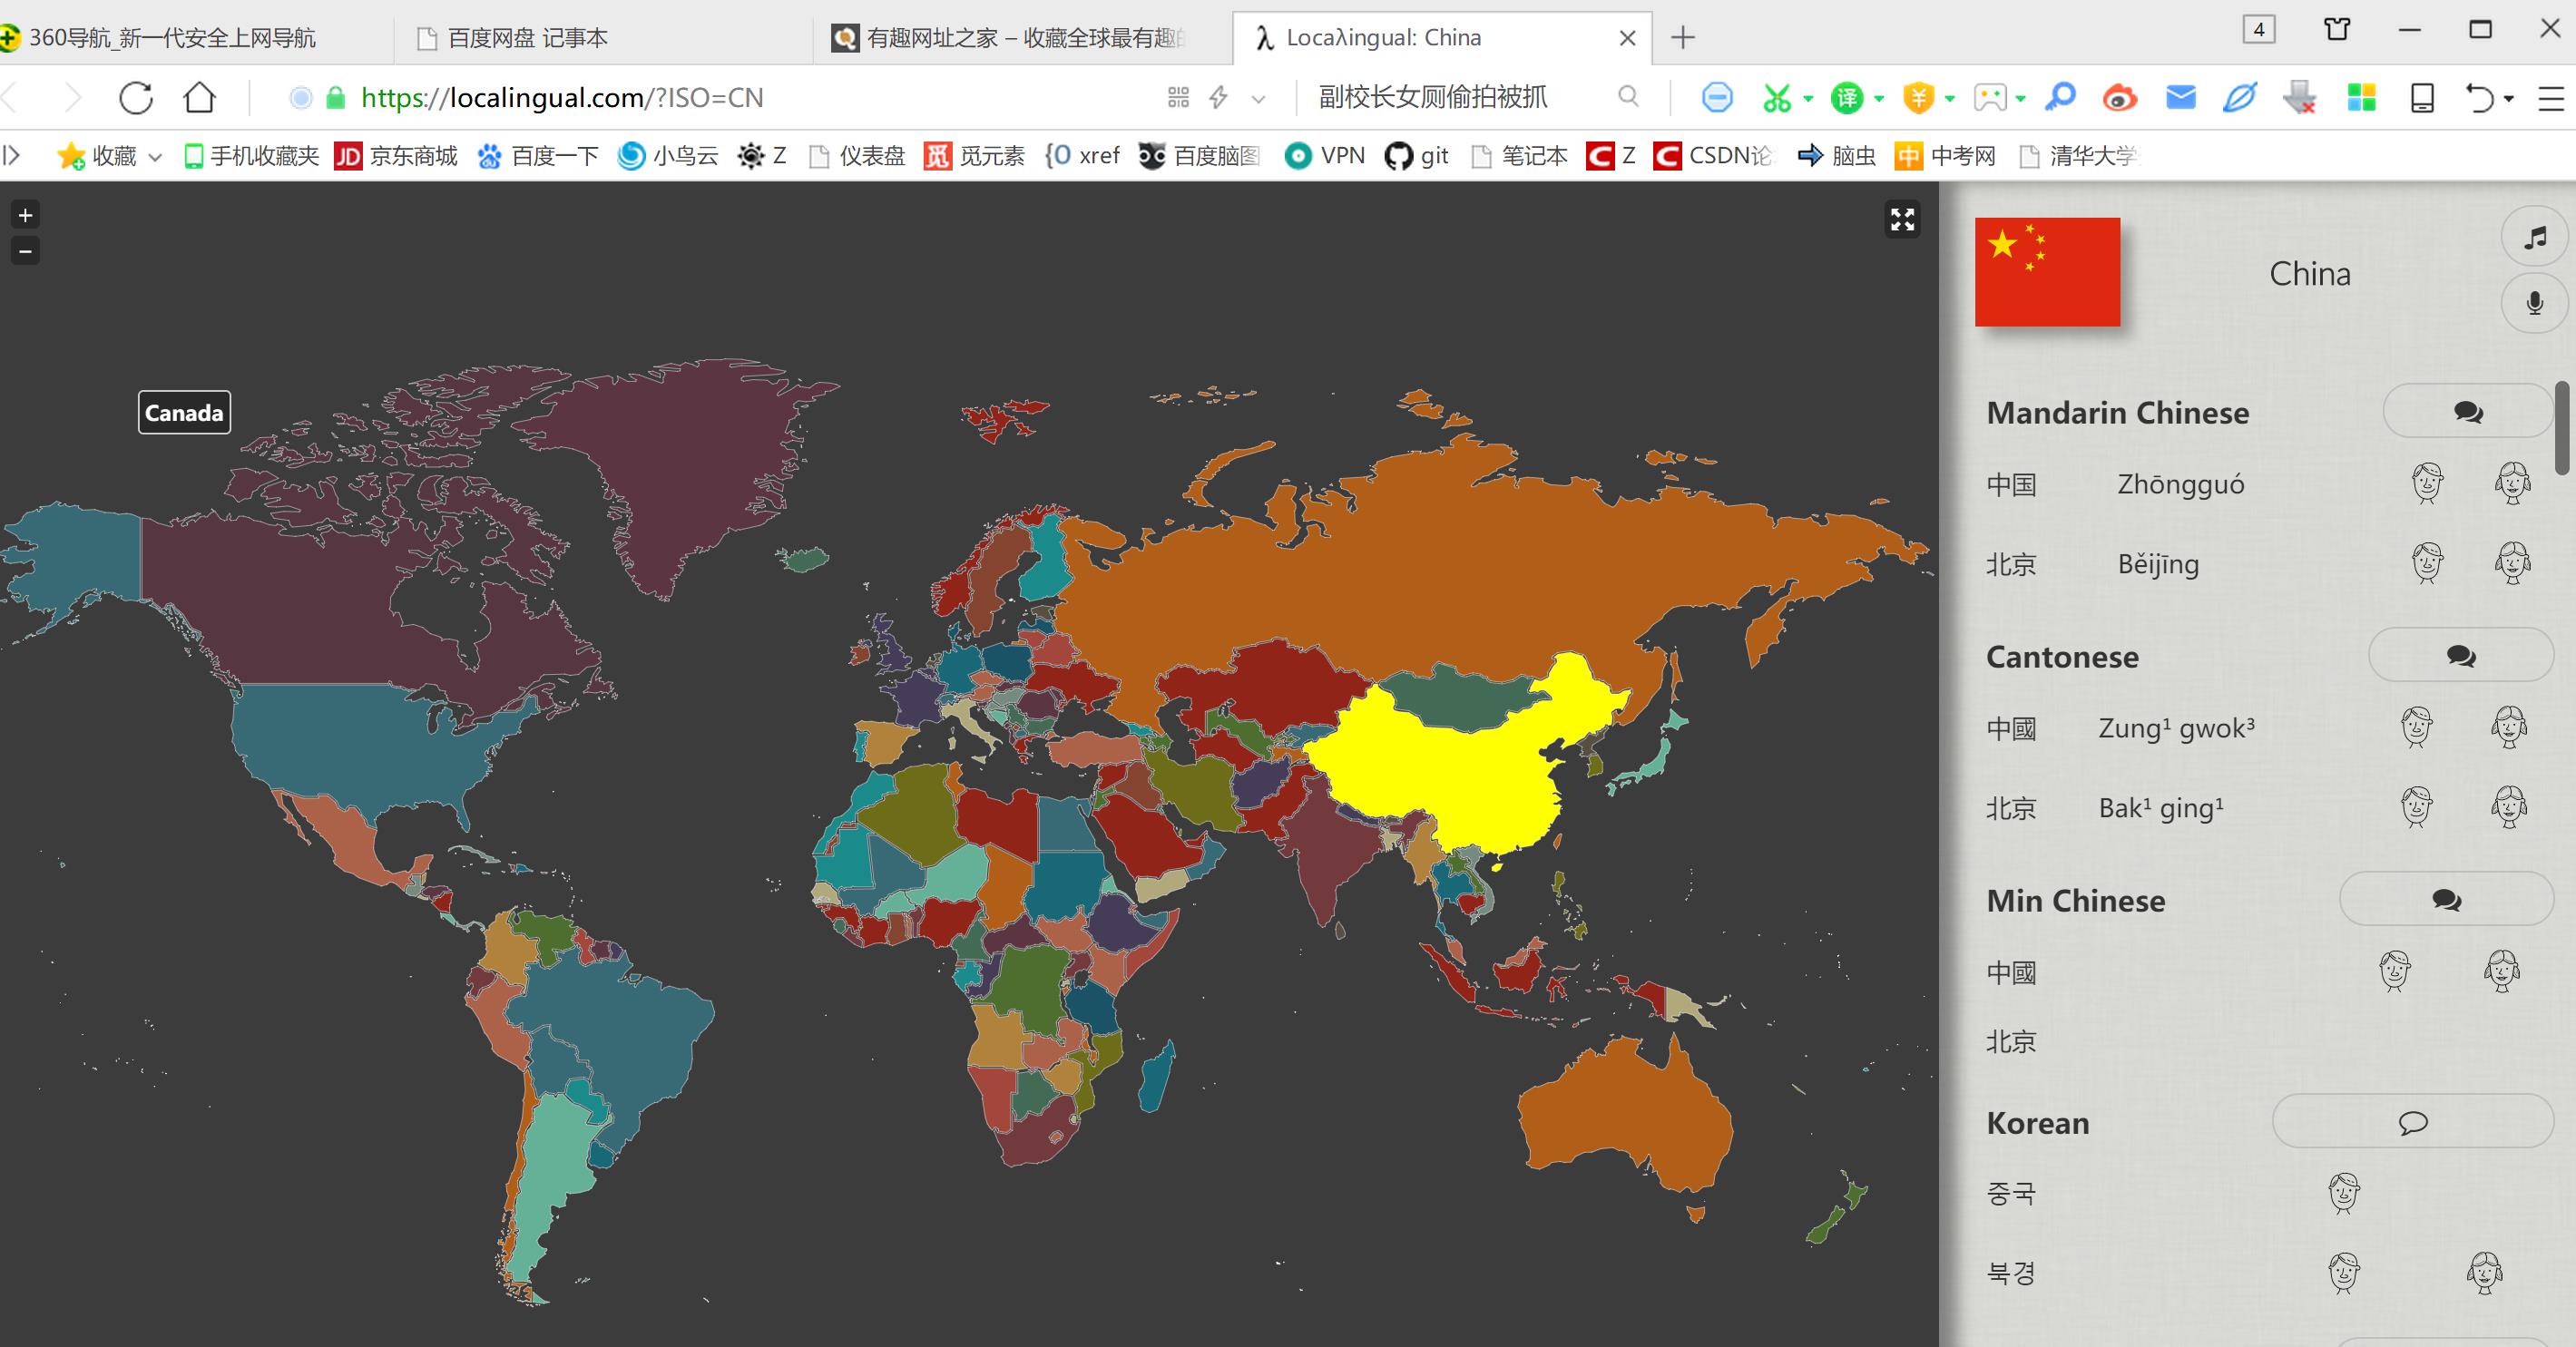 360导航_新一代安全上网导航
百度网盘 记事本
有趣网址之家 – 收藏全球最有趣
Locaλingual: China
4
https://localingual.com/?ISO=CN
副校长女厕偷拍被抓
译
收藏 手机收藏夹 JD 京东商城 百度一下 小鸟云 Z 仪表盘 觅 觅元素 {O xref 百度脑图 VPN git 笔记本 C Z C CSDN论 脑虫 中 中考网 清华大学
+
−
Canada
China
Mandarin Chinese
中国 Zhōngguó
北京 Běijīng
Cantonese
中國 Zung¹ gwok³
北京 Bak¹ ging¹
Min Chinese
中國
北京
Korean
중국
북경